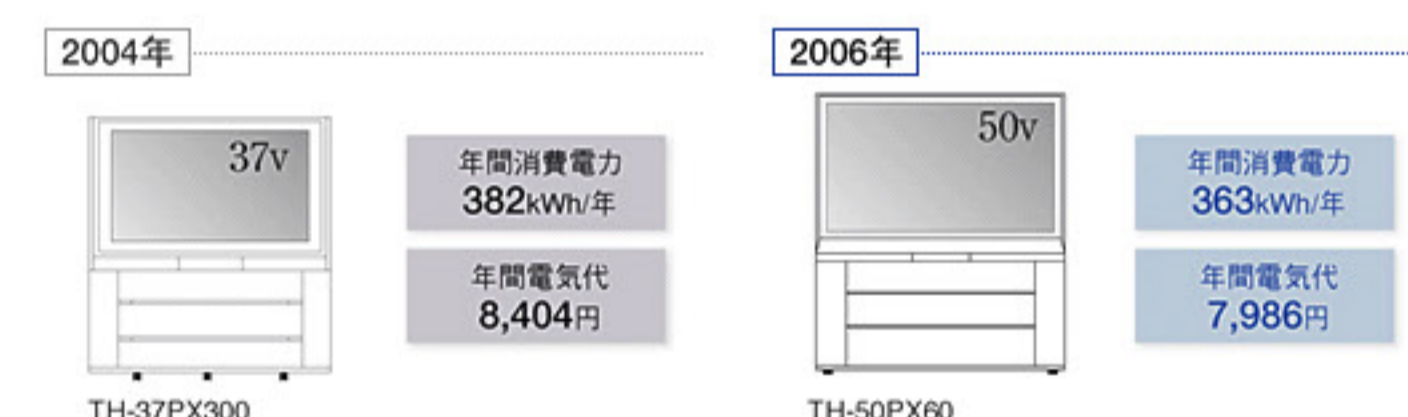 2004年
37v
年間消費電力
382kWh/年
年間電気代
8,404円
TH-37PX300
2006年
50v
年間消費電力
363kWh/年
年間電気代
7,986円
TH-50PX60